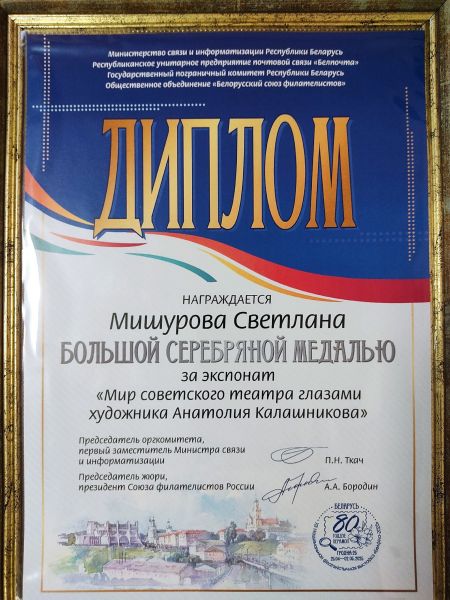 Министерство связи и информатизации Республики Беларусь
Республиканское унитарное предприятие почтовой связи «Белпочта»
Государственный пограничный комитет Республики Беларусь
Общественное объединение «Белорусский союз филателистов»
ДИПЛОМ
НАГРАЖДАЕТСЯ
Мишурова Светлана
БОЛЬШОЙ СЕРЕБРЯНОЙ МЕДАЛЬЮ
за экспонат
«Мир советского театра глазами
художника Анатолия Калашникова»
Председатель оргкомитета,
первый заместитель Министра связи
и информатизации
П.Н. Ткач
Председатель жюри,
президент Союза филателистов России
А.А. Бородин
БЕЛАРУСЬ
80